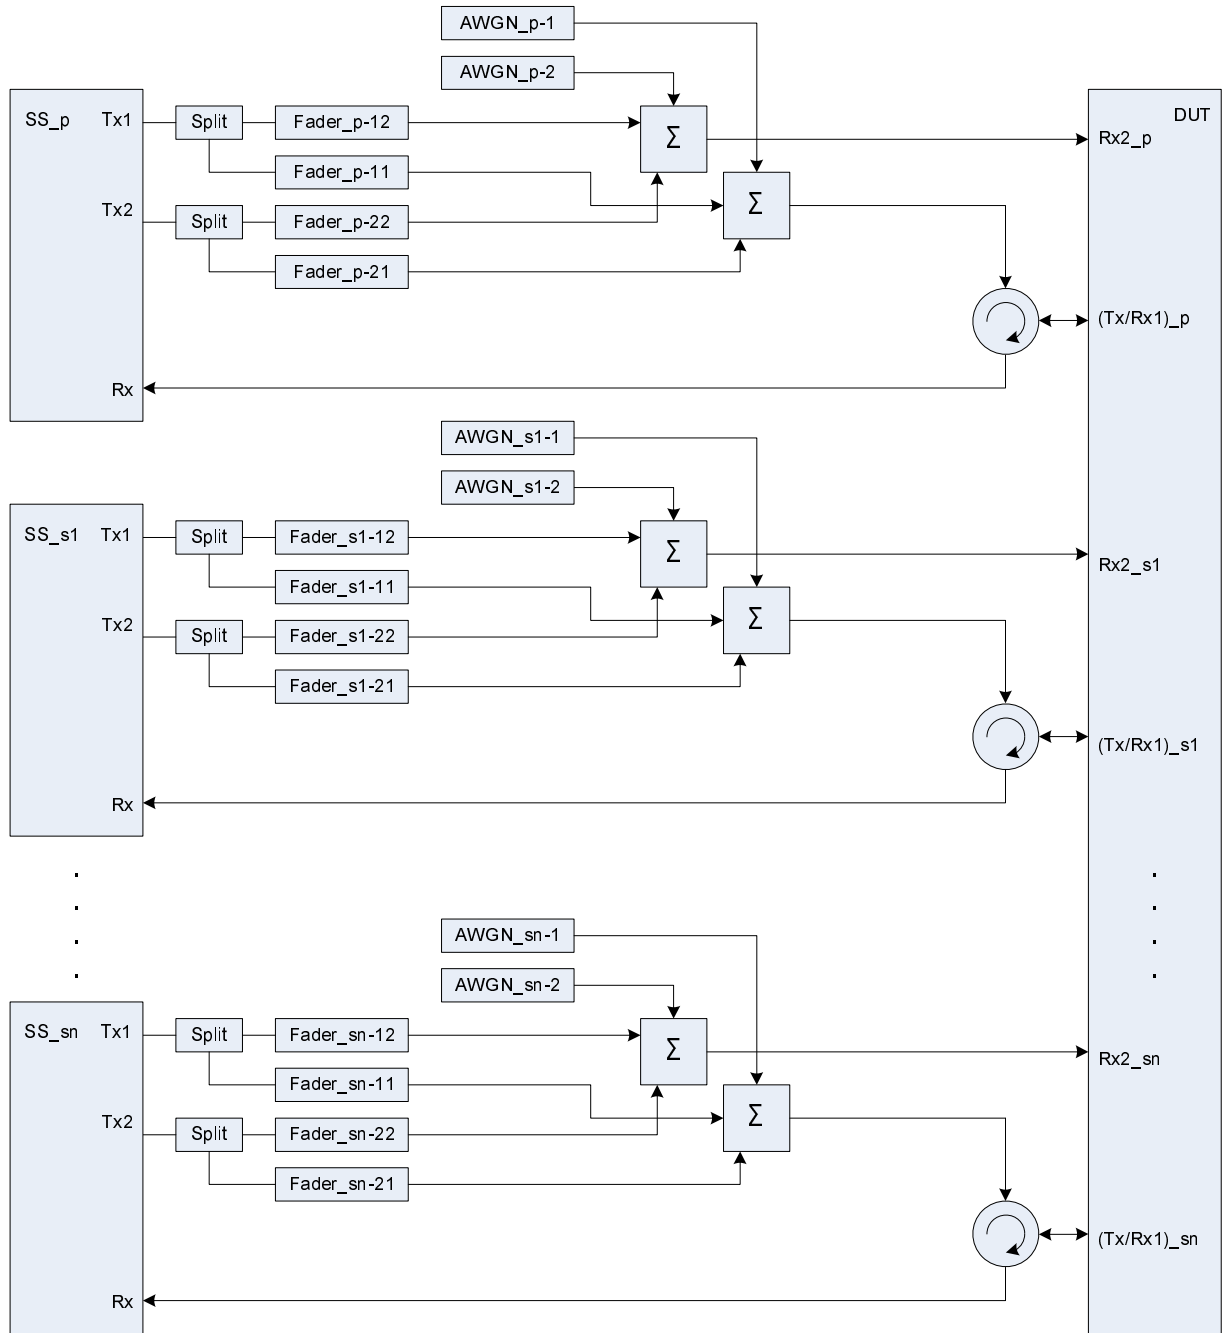 AWGN_p-1
AWGN_p-2
DUT
SS_p Tx1 Split Fader_p-12 Σ Rx2_p
Fader_p-11
Tx2 Split Fader_p-22 Σ
Fader_p-21
(Tx/Rx1)_p
Rx
AWGN_s1-1
AWGN_s1-2
SS_s1 Tx1 Split Fader_s1-12 Σ Rx2_s1
Fader_s1-11
Tx2 Split Fader_s1-22 Σ
Fader_s1-21
(Tx/Rx1)_s1
Rx
AWGN_sn-1
AWGN_sn-2
SS_sn Tx1 Split Fader_sn-12 Σ Rx2_sn
Fader_sn-11
Tx2 Split Fader_sn-22 Σ
Fader_sn-21
(Tx/Rx1)_sn
Rx